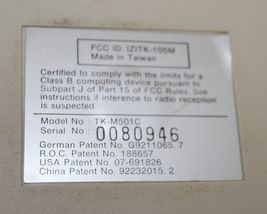 FCC ID: IZITK-105M
Made in Taiwan
Certified to comply with the limits for a
Class B computing device pursuant to
Subpart J of Part 15 of FCC Rules. See
instructions if interence to radio reception
is suspected
Model No : TK-M501C
Serial No : 0080946
German Patent No. G9211065. 7
R.O.C. Patent No. 188657.
USA Patent No. 07-691826
China Patent No. 92232015. 2